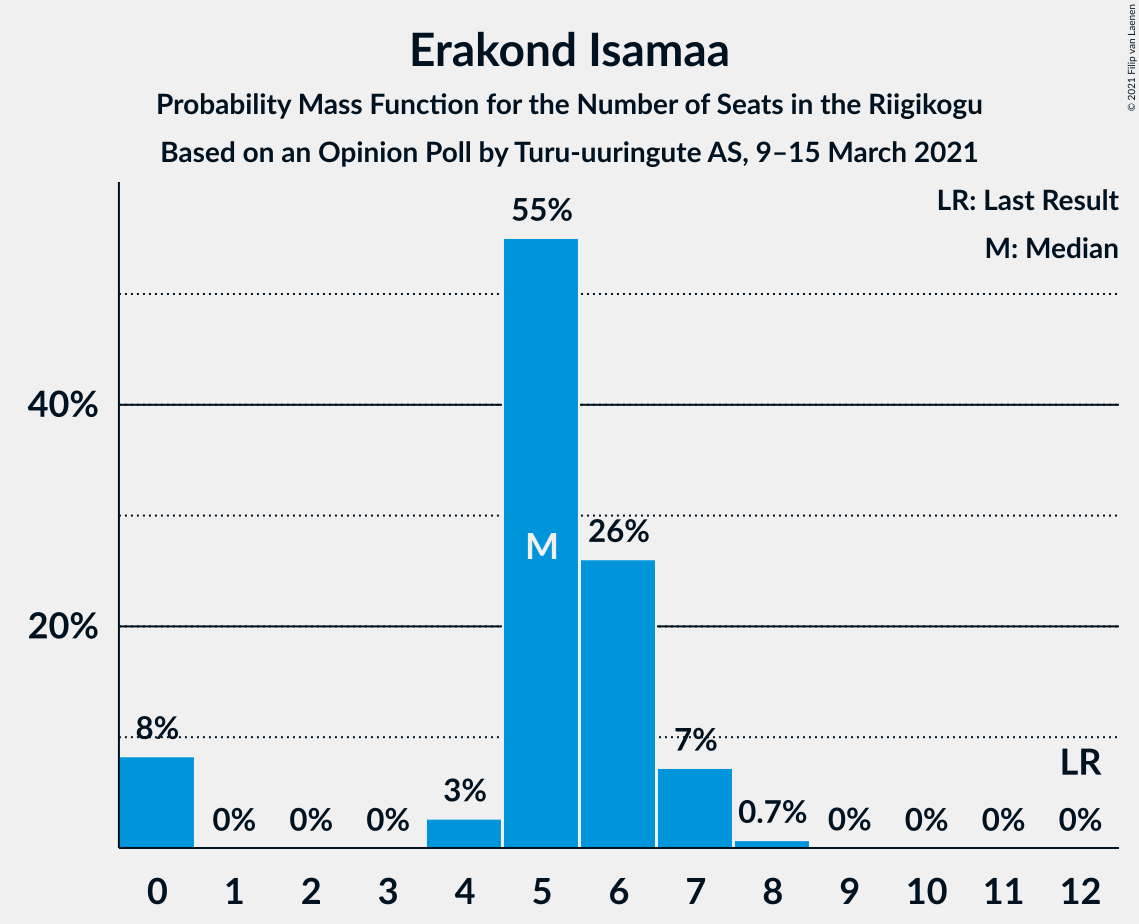 Erakond Isamaa
Probability Mass Function for the Number of Seats in the Riigikogu
Based on an Opinion Poll by Turu-uuringute AS, 9–15 March 2021
© 2021 Filip van Laenen
LR: Last Result
M: Median
55%
40%
M
26%
20%
8%
7%
LR
3%
0.7%
0% 0% 0% 0% 0% 0% 0%
0 1 2 3 4 5 6 7 8 9 10 11 12